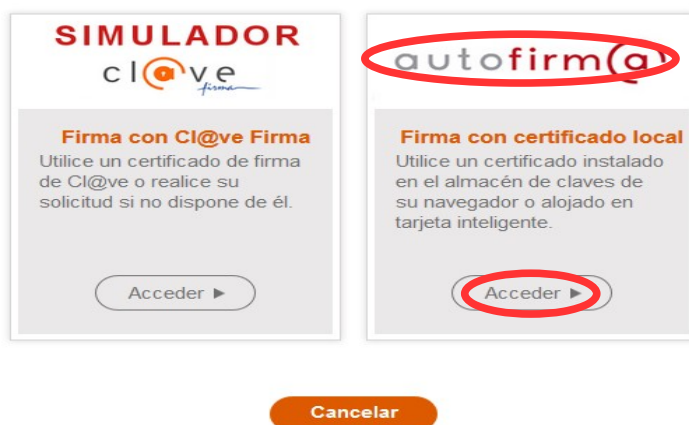 SIMULADOR
cl@ve
firma
Firma con Cl@ve Firma
Utilice un certificado de firma
de Cl@ve o realice su
solicitud si no dispone de él.
Acceder ►
autofirm@
Firma con certificado local
Utilice un certificado instalado
en el almacén de claves de
su navegador o alojado en
tarjeta inteligente.
Acceder ►
Cancelar